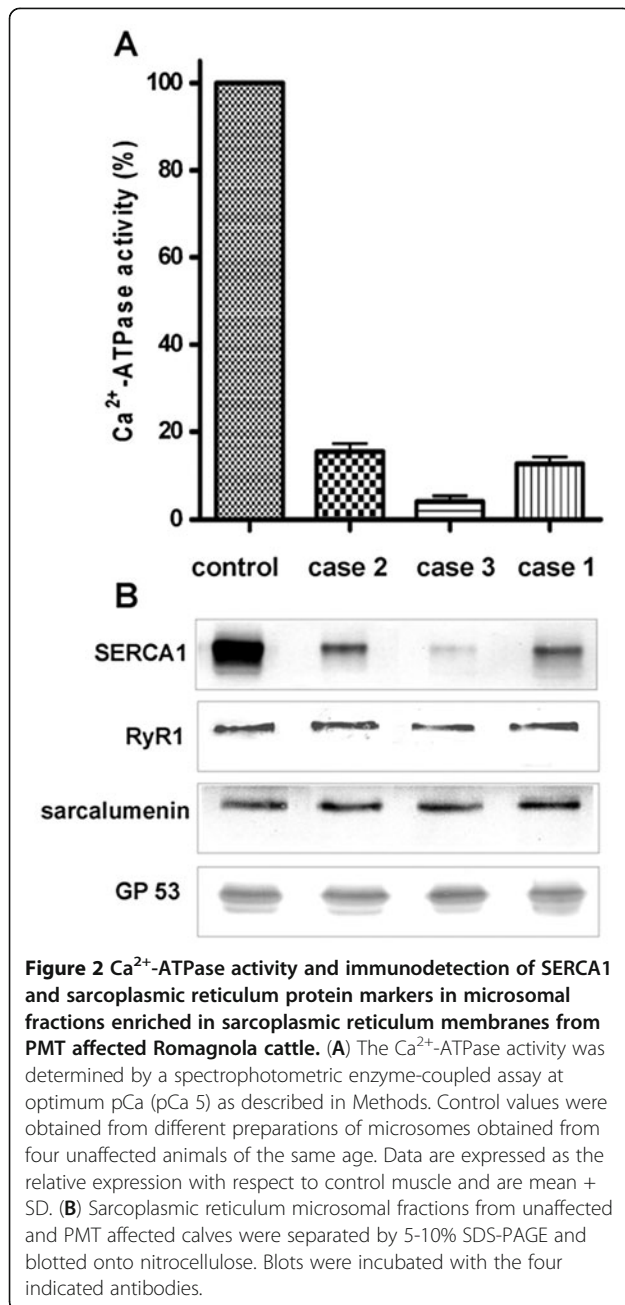 A
Ca²⁺-ATPase activity (%)
100
80
60
40
20
0
control case 2 case 3 case 1
B
SERCA1
RyR1
sarcalumenin
GP 53
Figure 2 Ca²⁺-ATPase activity and immunodetection of SERCA1
and sarcoplasmic reticulum protein markers in microsomal
fractions enriched in sarcoplasmic reticulum membranes from
PMT affected Romagnola cattle. (A) The Ca²⁺-ATPase activity was
determined by a spectrophotometric enzyme-coupled assay at
optimum pCa (pCa 5) as described in Methods. Control values were
obtained from different preparations of microsomes obtained from
four unaffected animals of the same age. Data are expressed as the
relative expression with respect to control muscle and are mean +
SD. (B) Sarcoplasmic reticulum microsomal fractions from unaffected
and PMT affected calves were separated by 5-10% SDS-PAGE and
blotted onto nitrocellulose. Blots were incubated with the four
indicated antibodies.